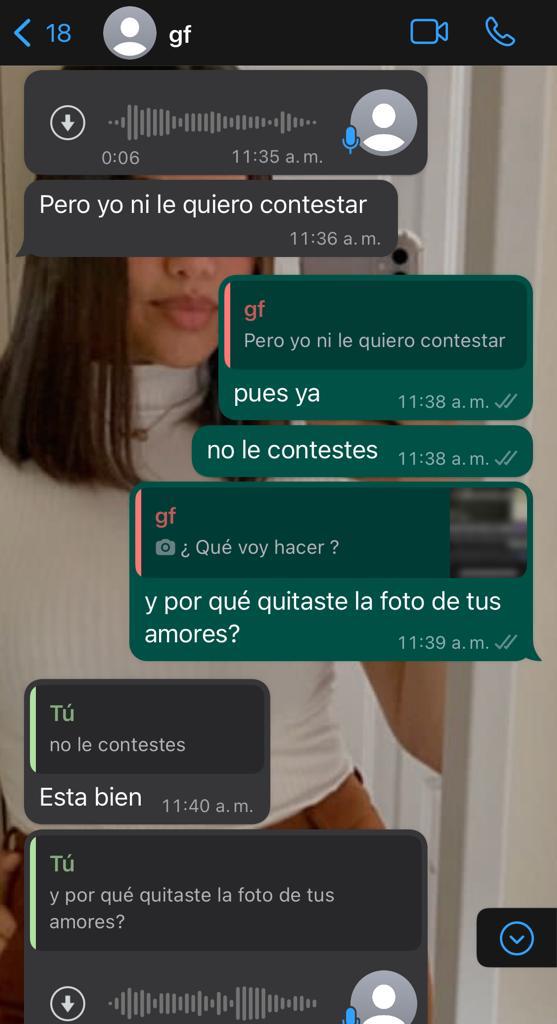 18
gf
0:06
11:35 a. m.
Pero yo ni le quiero contestar
11:36 a. m.
gf
Pero yo ni le quiero contestar
pues ya
11:38 a. m.
no le contestes
11:38 a. m.
gf
¿ Qué voy hacer ?
y por qué quitaste la foto de tus
amores?
11:39 a. m.
Tú
no le contestes
Esta bien
11:40 a. m.
Tú
y por qué quitaste la foto de tus
amores?